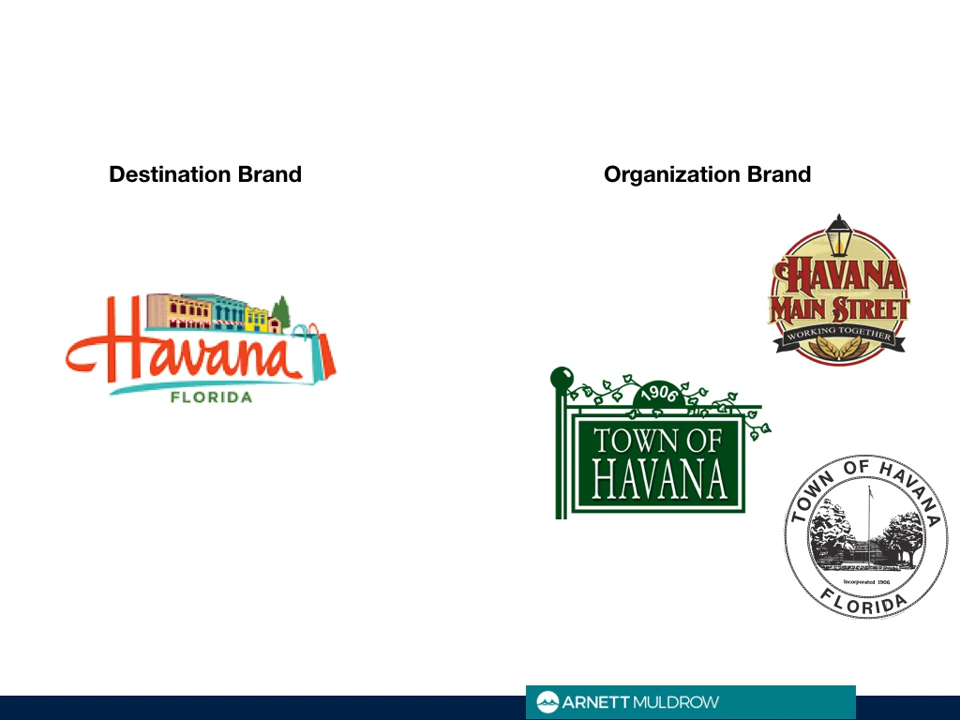 Destination Brand
Organization Brand
Havana
FLORIDA
HAVANA
MAIN STREET
WORKING TOGETHER
1906
TOWN OF
HAVANA
TOWN OF HAVANA
Incorporated 1906
FLORIDA
ARNETT MULDROW